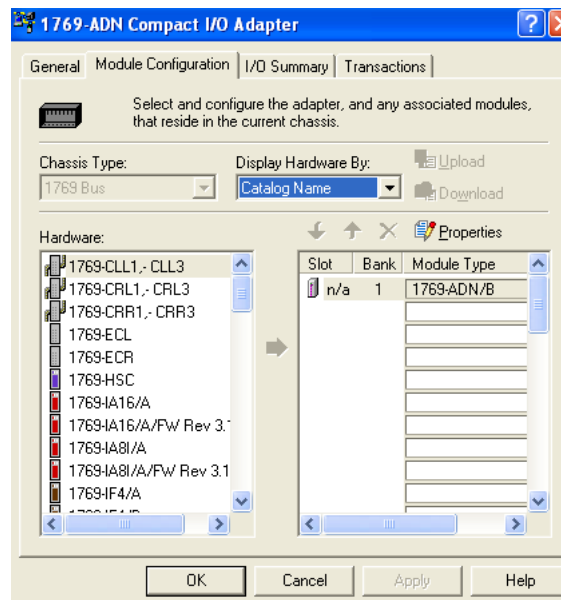 1769-ADN Compact I/O Adapter
General Module Configuration I/O Summary Transactions
Select and configure the adapter, and any associated modules,
that reside in the current chassis.
Chassis Type: Display Hardware By: Upload
1769 Bus Catalog Name Download
Hardware: Properties
Slot Bank Module Type
n/a 1 1769-ADN/B
1769-CLL1,- CLL3
1769-CRL1,- CRL3
1769-CRR1,- CRR3
1769-ECL
1769-ECR
1769-HSC
1769-IA16/A
1769-IA16/A/FW Rev 3.1
1769-IA8I/A
1769-IA8I/A/FW Rev 3.1
1769-IF4/A
OK Cancel Apply Help